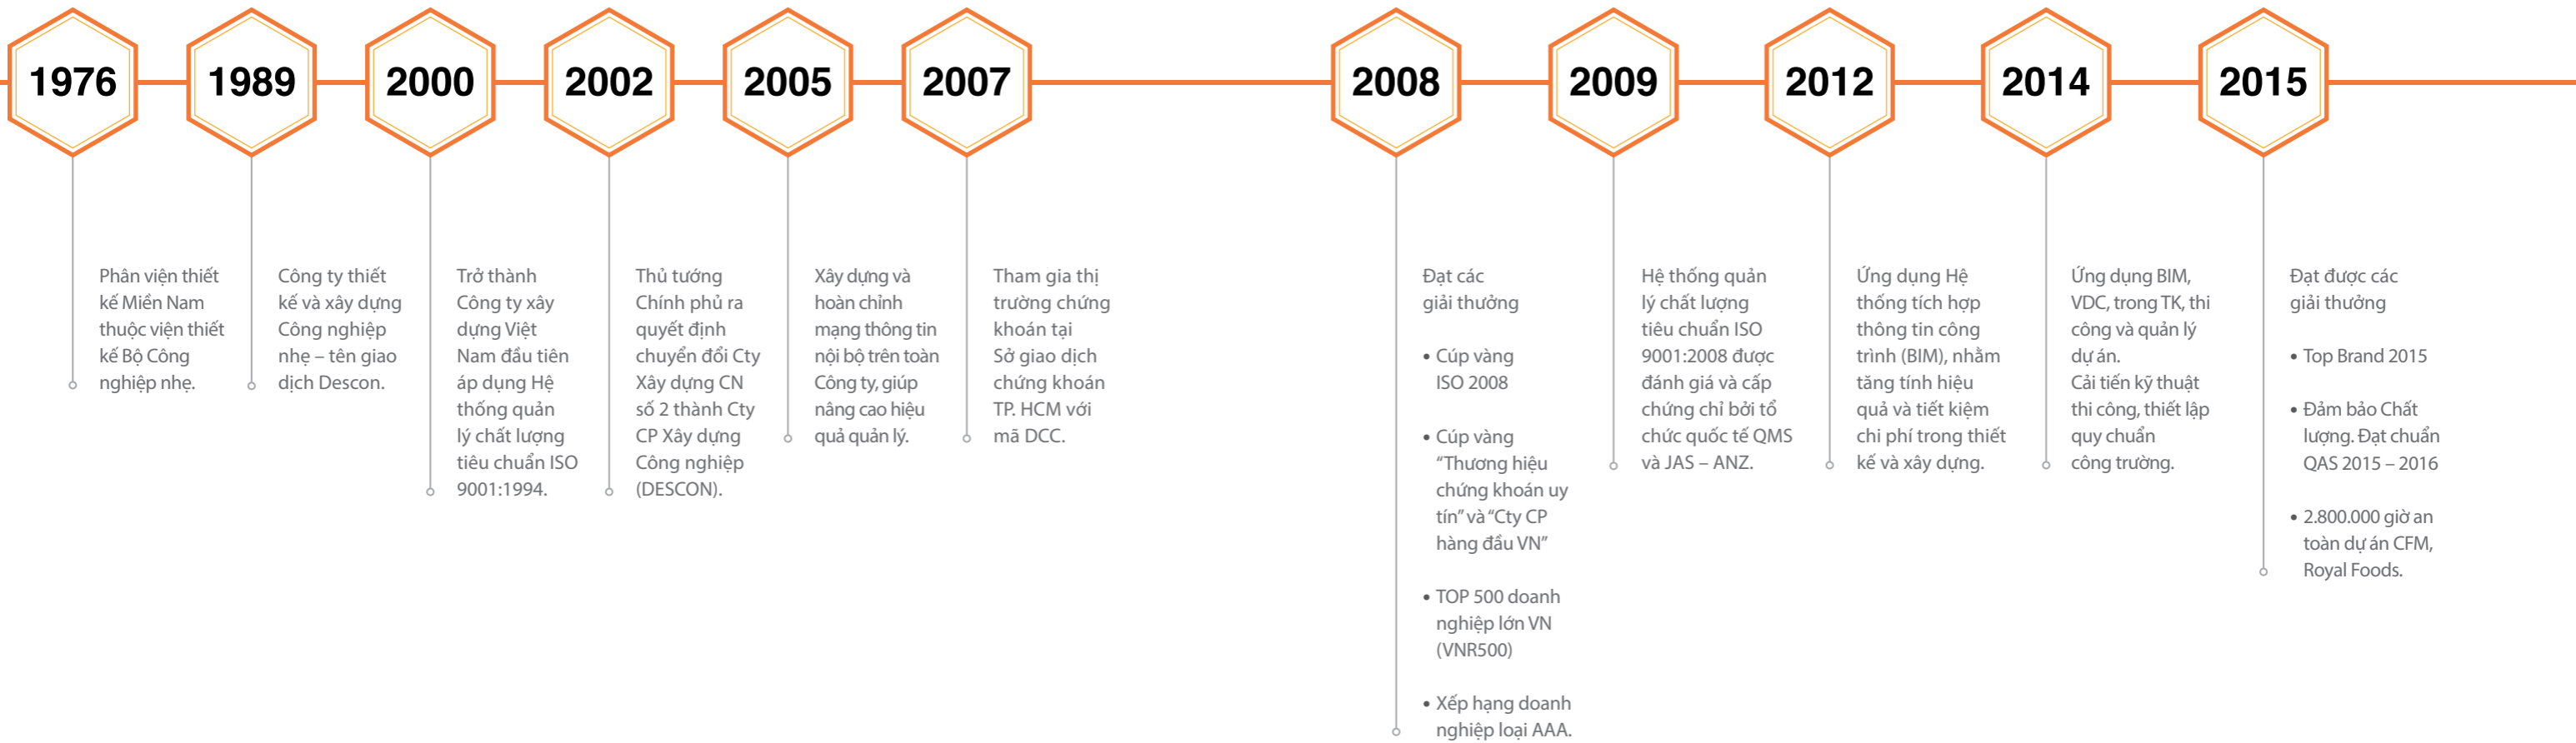 1976
Phân viện thiết
kế Miền Nam
thuộc viện thiết
kế Bộ Công
nghiệp nhẹ.
1989
Công ty thiết
kế và xây dựng
Công nghiệp
nhẹ – tên giao
dịch Descon.
2000
Trở thành
Công ty xây
dựng Việt
Nam đầu tiên
áp dụng Hệ
thống quản
lý chất lượng
tiêu chuẩn ISO
9001:1994.
2002
Thủ tướng
Chính phủ ra
quyết định
chuyển đổi Cty
Xây dựng CN
số 2 thành Cty
CP Xây dựng
Công nghiệp
(DESCON).
2005
Xây dựng và
hoàn chỉnh
mạng thông tin
nội bộ trên toàn
Công ty, giúp
nâng cao hiệu
quả quản lý.
2007
Tham gia thị
trường chứng
khoán tại
Sở giao dịch
chứng khoán
TP. HCM với
mã DCC.
2008
Đạt các
giải thưởng
• Cúp vàng
ISO 2008
• Cúp vàng
“Thương hiệu
chứng khoán uy
tín” và “Cty CP
hàng đầu VN”
• TOP 500 doanh
nghiệp lớn VN
(VNR500)
• Xếp hạng doanh
nghiệp loại AAA.
2009
Hệ thống quản
lý chất lượng
tiêu chuẩn ISO
9001:2008 được
đánh giá và cấp
chứng chỉ bởi tổ
chức quốc tế QMS
và JAS – ANZ.
2012
Ứng dụng Hệ
thống tích hợp
thông tin công
trình (BIM), nhằm
tăng tính hiệu
quả và tiết kiệm
chi phí trong thiết
kế và xây dựng.
2014
Ứng dụng BIM,
VDC, trong TK, thi
công và quản lý
dự án.
Cải tiến kỹ thuật
thi công, thiết lập
quy chuẩn
công trường.
2015
Đạt được các
giải thưởng
• Top Brand 2015
• Đảm bảo Chất
lượng. Đạt chuẩn
QAS 2015 – 2016
• 2.800.000 giờ an
toàn dự án CFM,
Royal Foods.